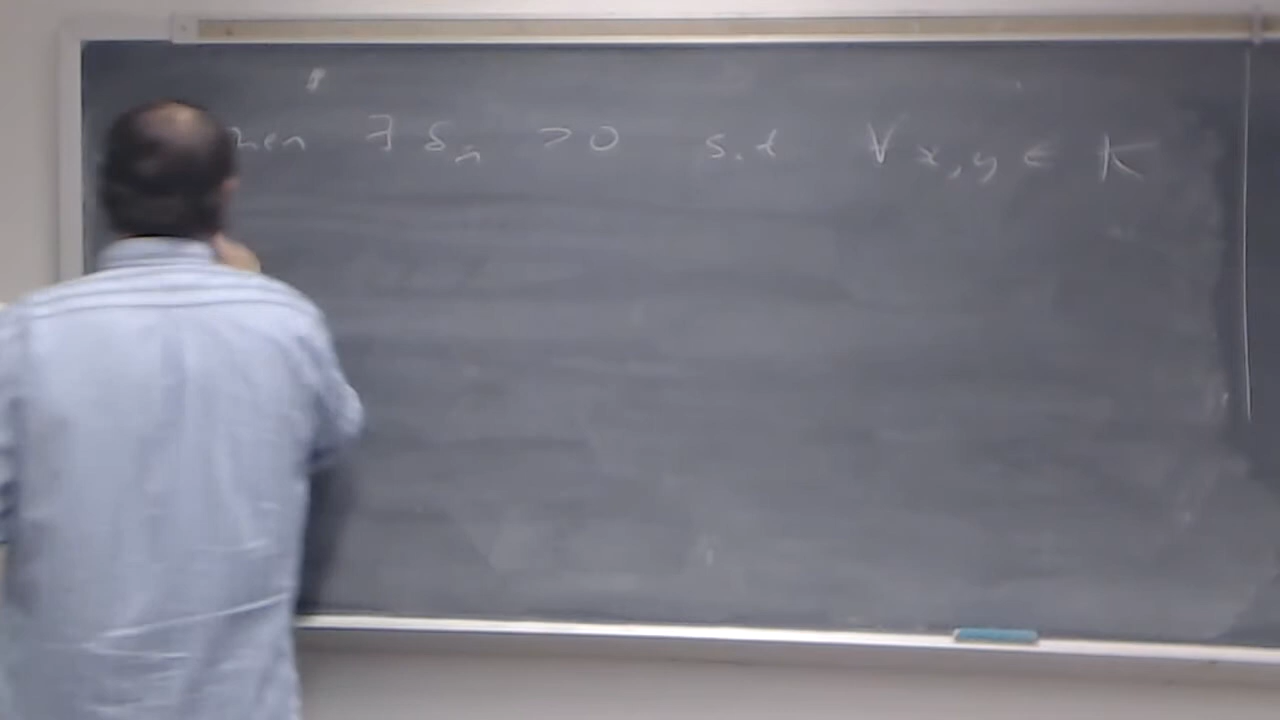 hen ∃ δₙ > 0 s.t ∀ x, y ∈ K